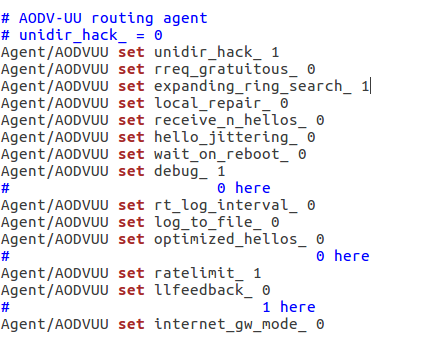 # AODV-UU routing agent
# unidir_hack_ = 0
Agent/AODVUU set unidir_hack_ 1
Agent/AODVUU set rreq_gratuitous_ 0
Agent/AODVUU set expanding_ring_search_ 1
Agent/AODVUU set local_repair_ 0
Agent/AODVUU set receive_n_hellos_ 0
Agent/AODVUU set hello_jittering_ 0
Agent/AODVUU set wait_on_reboot_ 0
Agent/AODVUU set debug_ 1
#                       0 here
Agent/AODVUU set rt_log_interval_ 0
Agent/AODVUU set log_to_file_ 0
Agent/AODVUU set optimized_hellos_ 0
#                                  0 here
Agent/AODVUU set ratelimit_ 1
Agent/AODVUU set llfeedback_ 0
#                            1 here
Agent/AODVUU set internet_gw_mode_ 0